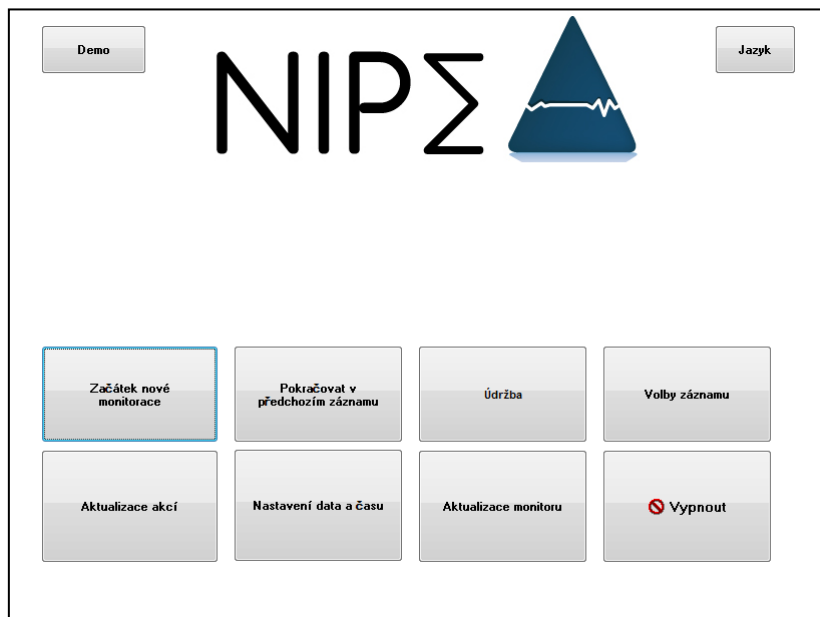 Demo
Jazyk
NIPΣ
Začátek nové
monitorace
Pokračovat v
předchozím záznamu
Údržba
Volby záznamu
Aktualizace akcí
Nastavení data a času
Aktualizace monitoru
Vypnout